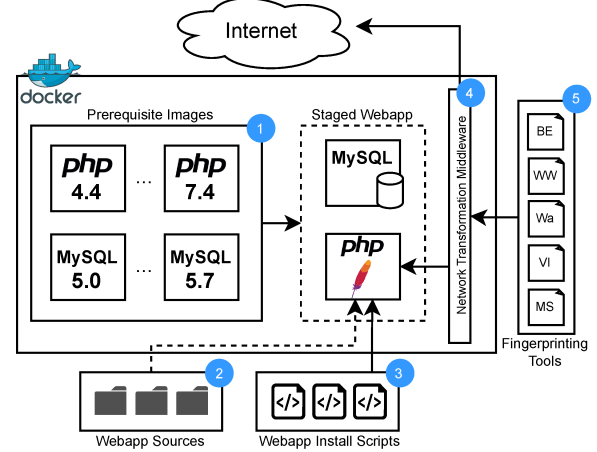 Internet
docker
Prerequisite Images
1
Staged Webapp
4
5
php
4.4
...
php
7.4
MySQL
5.0
...
MySQL
5.7
MySQL
php
Network Transformation Middleware
BE
WW
Wa
VI
MS
Fingerprinting
Tools
2
3
Webapp Sources
</>
</>
</>
Webapp Install Scripts